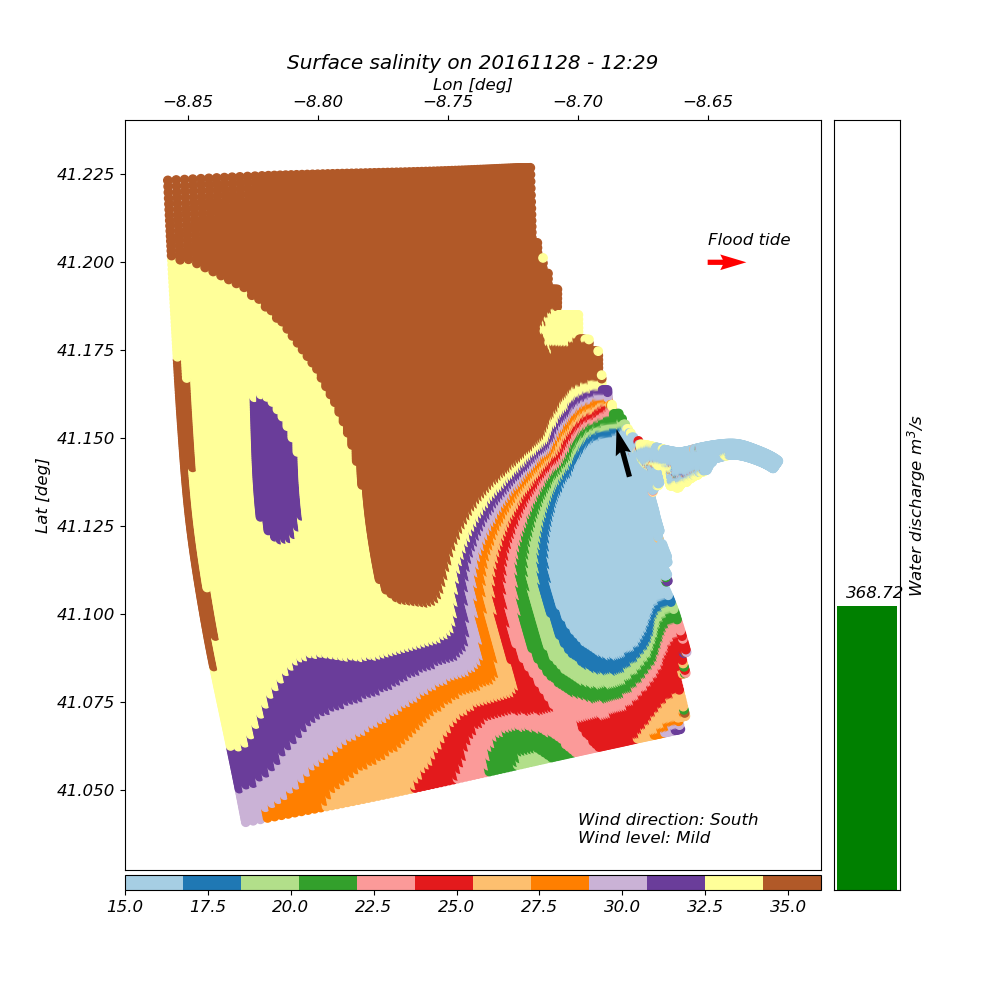 Surface salinity on 20161128 - 12:29
Lon [deg]
−8.85 −8.80 −8.75 −8.70 −8.65
41.225
41.200
41.175
41.150
41.125
41.100
41.075
41.050
Lat [deg]
Flood tide
Wind direction: South
Wind level: Mild
368.72
Water discharge m³/s
15.0 17.5 20.0 22.5 25.0 27.5 30.0 32.5 35.0